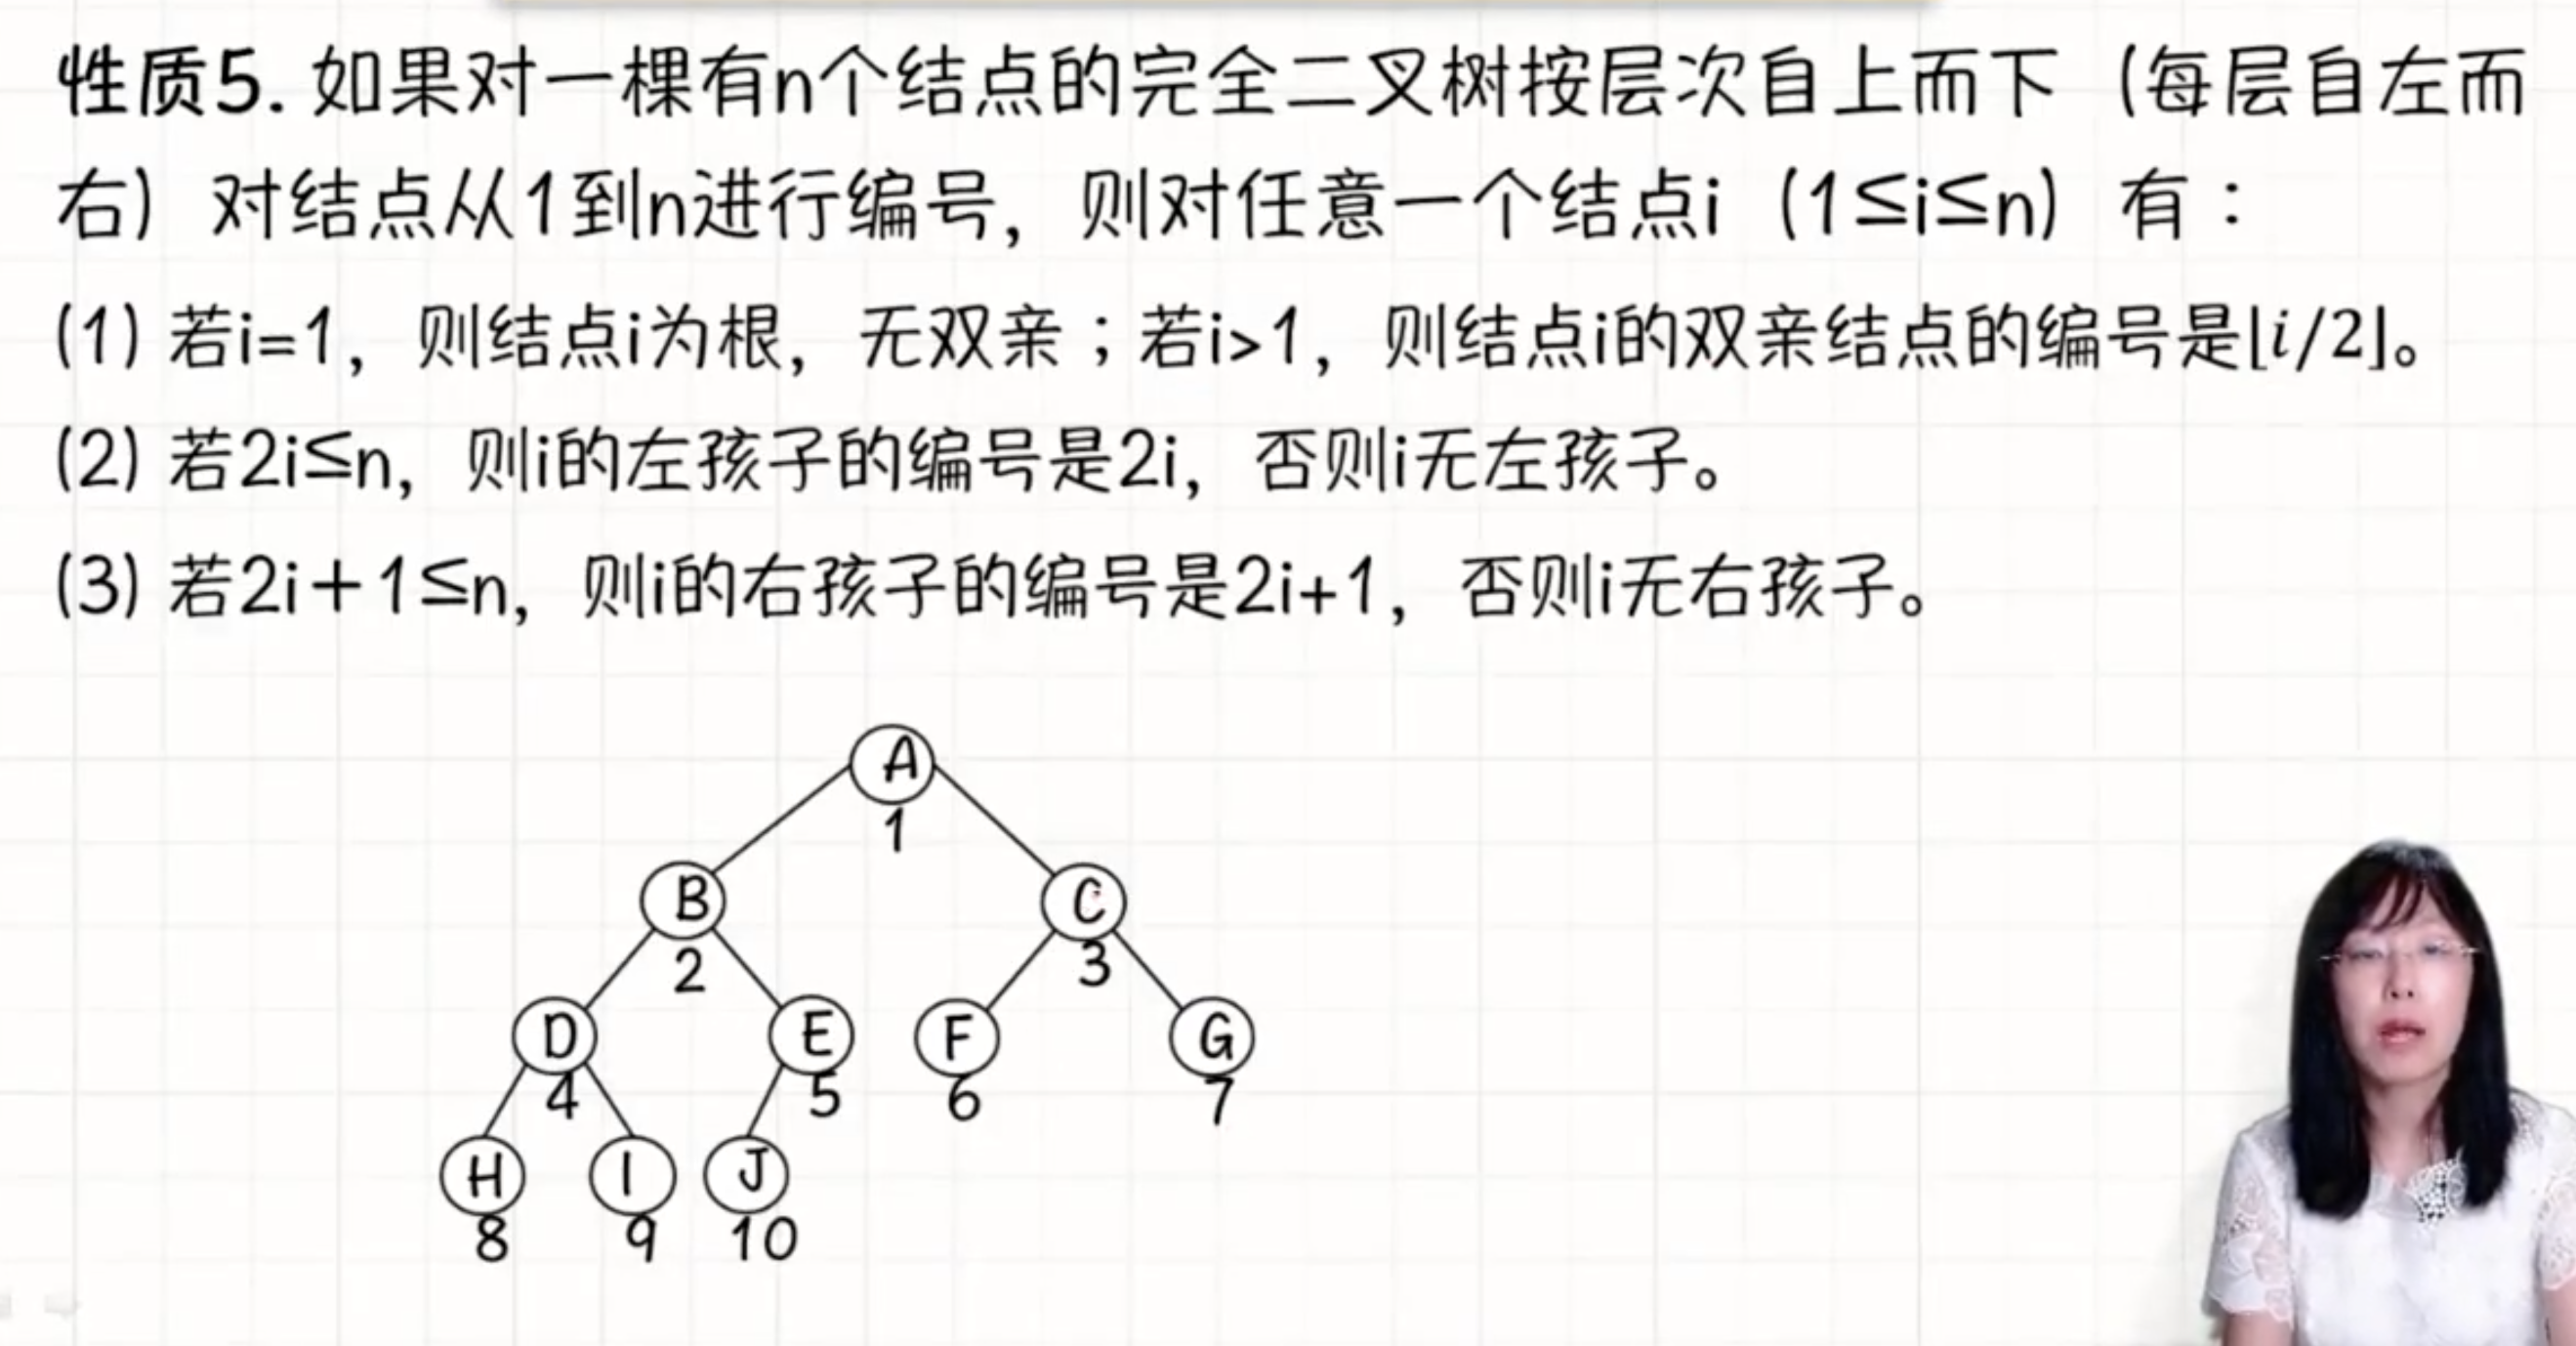 性质5. 如果对一棵有n个结点的完全二叉树按层次自上而下（每层自左而
右）对结点从1到n进行编号，则对任意一个结点i（1≤i≤n）有：
(1) 若i=1，则结点i为根，无双亲；若i>1，则结点i的双亲结点的编号是⌊i/2⌋。
(2) 若2i≤n，则i的左孩子的编号是2i，否则i无左孩子。
(3) 若2i＋1≤n，则i的右孩子的编号是2i+1，否则i无右孩子。
A
1
B C
2 3
D E F G
4 5 6 7
H I J
8 9 10